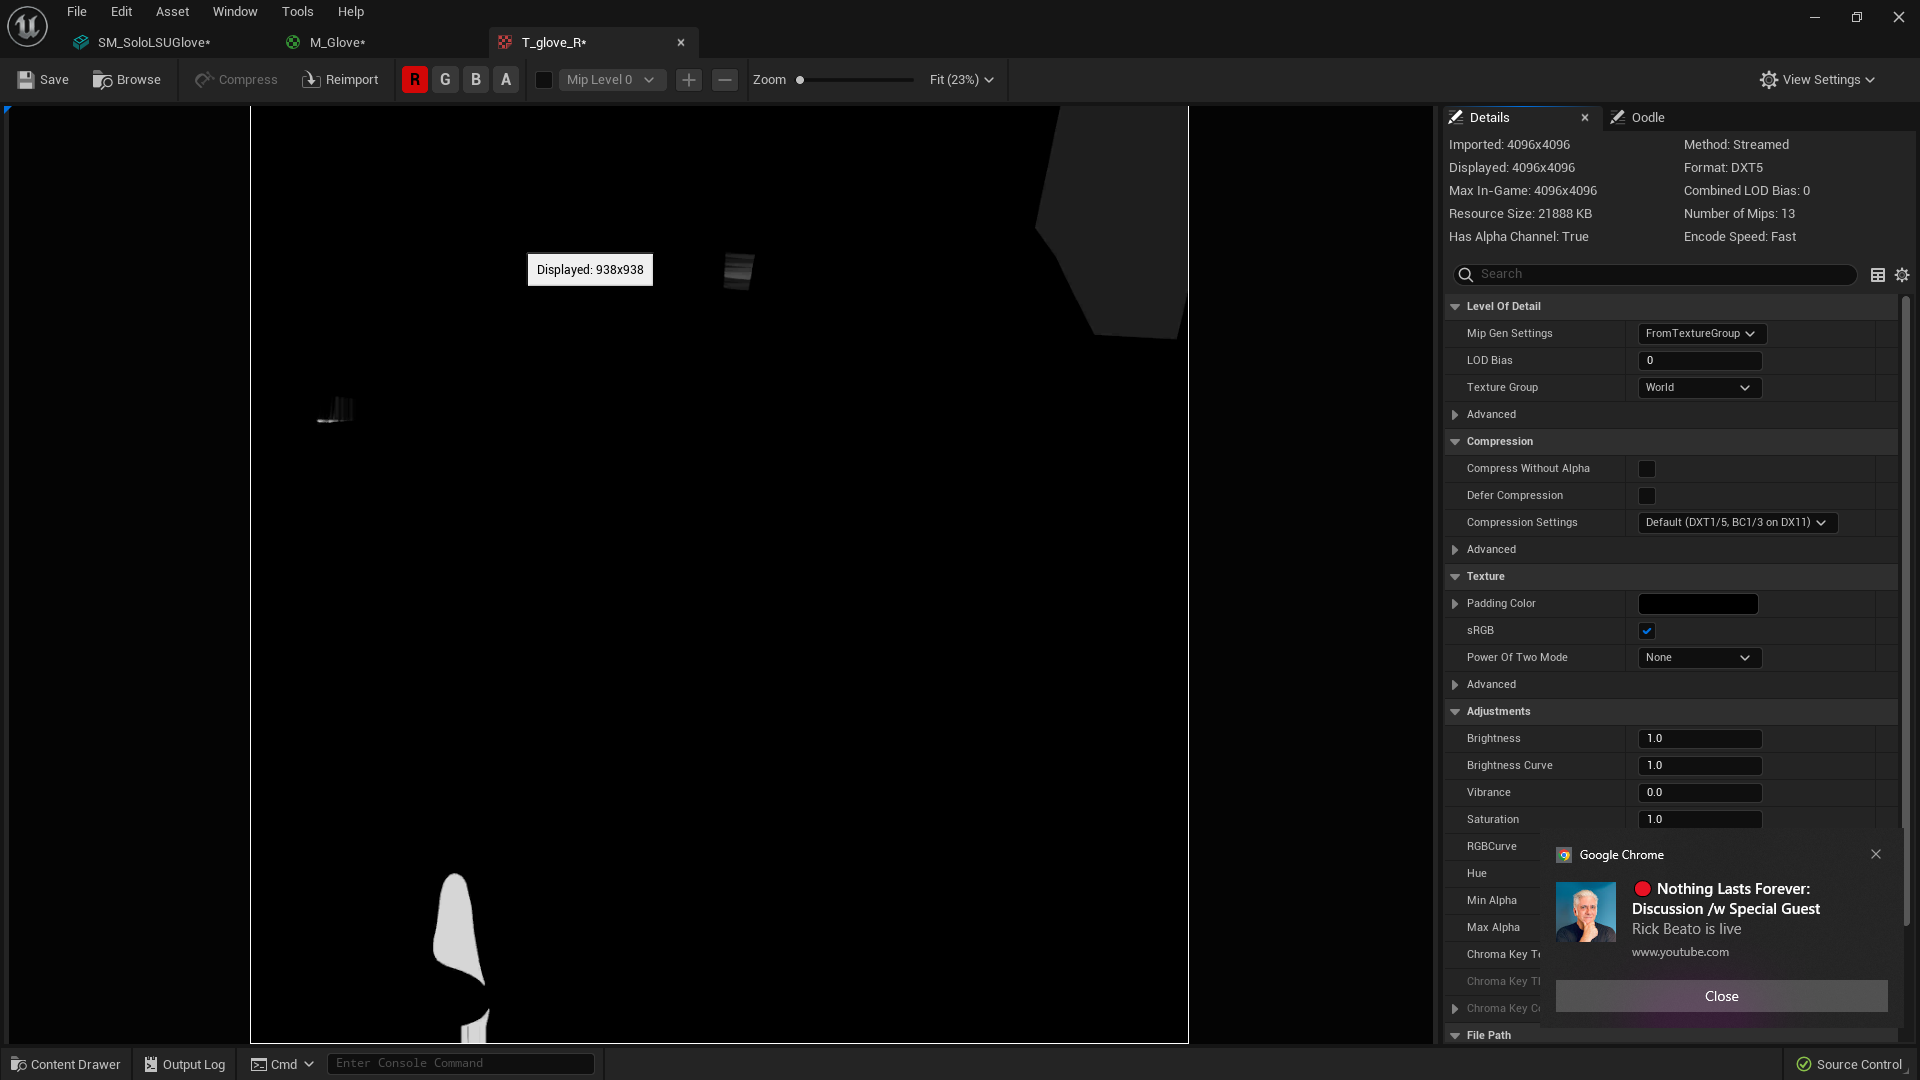 File Edit Asset Window Tools Help
SM_SoloLSUGlove* M_Glove* T_glove_R*
Save Browse Compress Reimport R G B A Mip Level 0 Zoom Fit (23%) View Settings
Details Oodle
Imported: 4096x4096 Method: Streamed
Displayed: 4096x4096 Format: DXT5
Max In-Game: 4096x4096 Combined LOD Bias: 0
Resource Size: 21888 KB Number of Mips: 13
Has Alpha Channel: True Encode Speed: Fast
Displayed: 938x938
Search
Level Of Detail
Mip Gen Settings FromTextureGroup
LOD Bias 0
Texture Group World
Advanced
Compression
Compress Without Alpha
Defer Compression
Compression Settings Default (DXT1/5, BC1/3 on DX11)
Advanced
Texture
Padding Color
sRGB
Power Of Two Mode None
Advanced
Adjustments
Brightness 1.0
Brightness Curve 1.0
Vibrance 0.0
Saturation 1.0
RGBCurve
Hue
Min Alpha
Max Alpha
Chroma Key Te
Chroma Key Th
Chroma Key Co
File Path
Google Chrome
Nothing Lasts Forever:
Discussion /w Special Guest
Rick Beato is live
www.youtube.com
Close
Content Drawer Output Log Cmd Enter Console Command Source Control